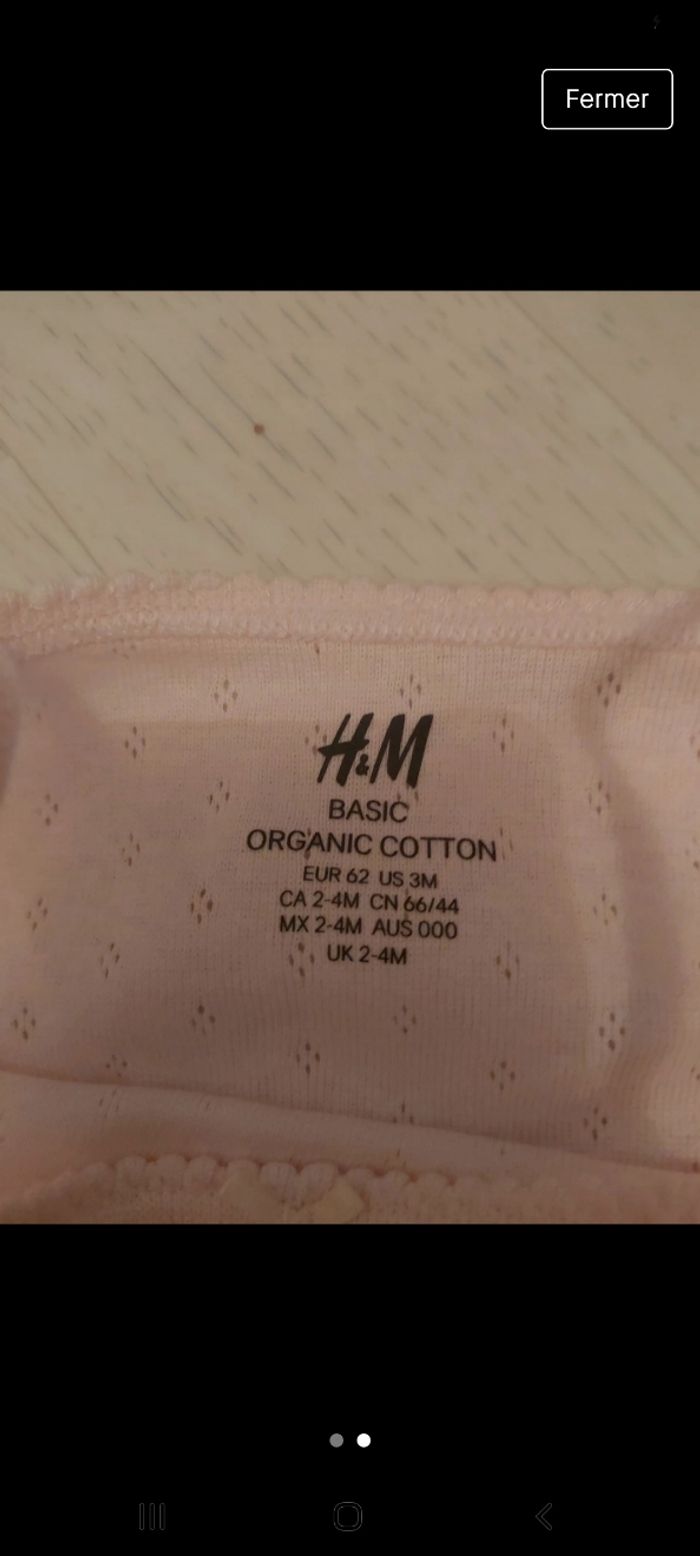 Fermer
H&M
BASIC
ORGANIC COTTON
EUR 62 US 3M
CA 2-4M CN 66/44
MX 2-4M AUS 000
UK 2-4M